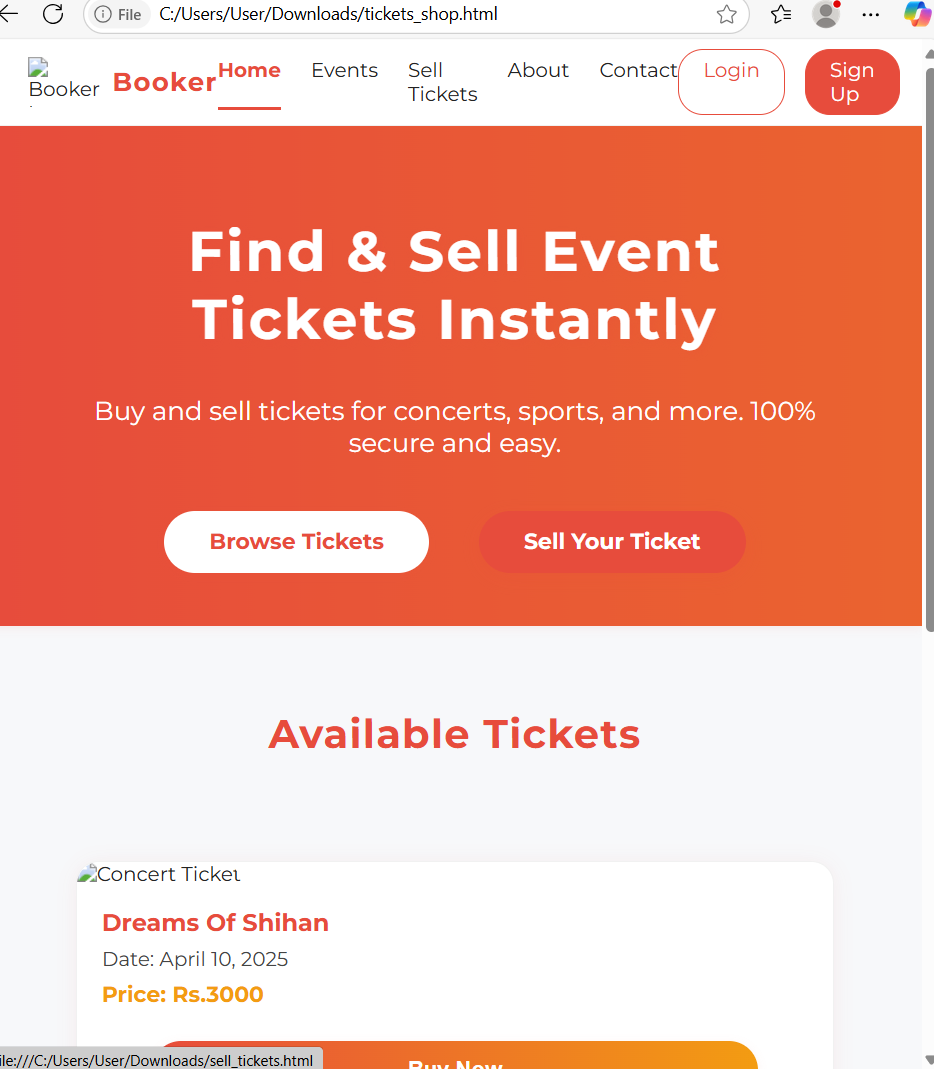 File C:/Users/User/Downloads/tickets_shop.html
Booker Booker Home Events Sell Tickets About Contact Login Sign Up
Find & Sell Event
Tickets Instantly
Buy and sell tickets for concerts, sports, and more. 100%
secure and easy.
Browse Tickets Sell Your Ticket
Available Tickets
Concert Ticket
Dreams Of Shihan
Date: April 10, 2025
Price: Rs.3000
Buy Now
ile:///C:/Users/User/Downloads/sell_tickets.html